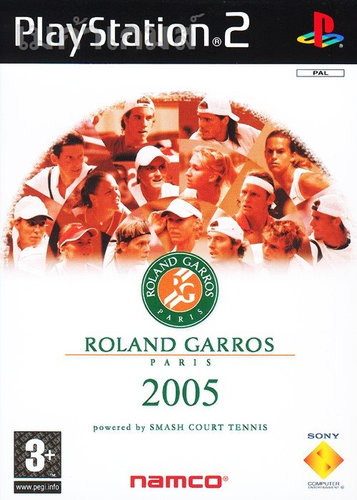 PlayStation®2
PAL
ROLAND GARROS
PARIS
ROLAND GARROS
PARIS
2005
powered by SMASH COURT TENNIS
3+
www.pegi.info
namco®
SONY
COMPUTER
ENTERTAINMENT®